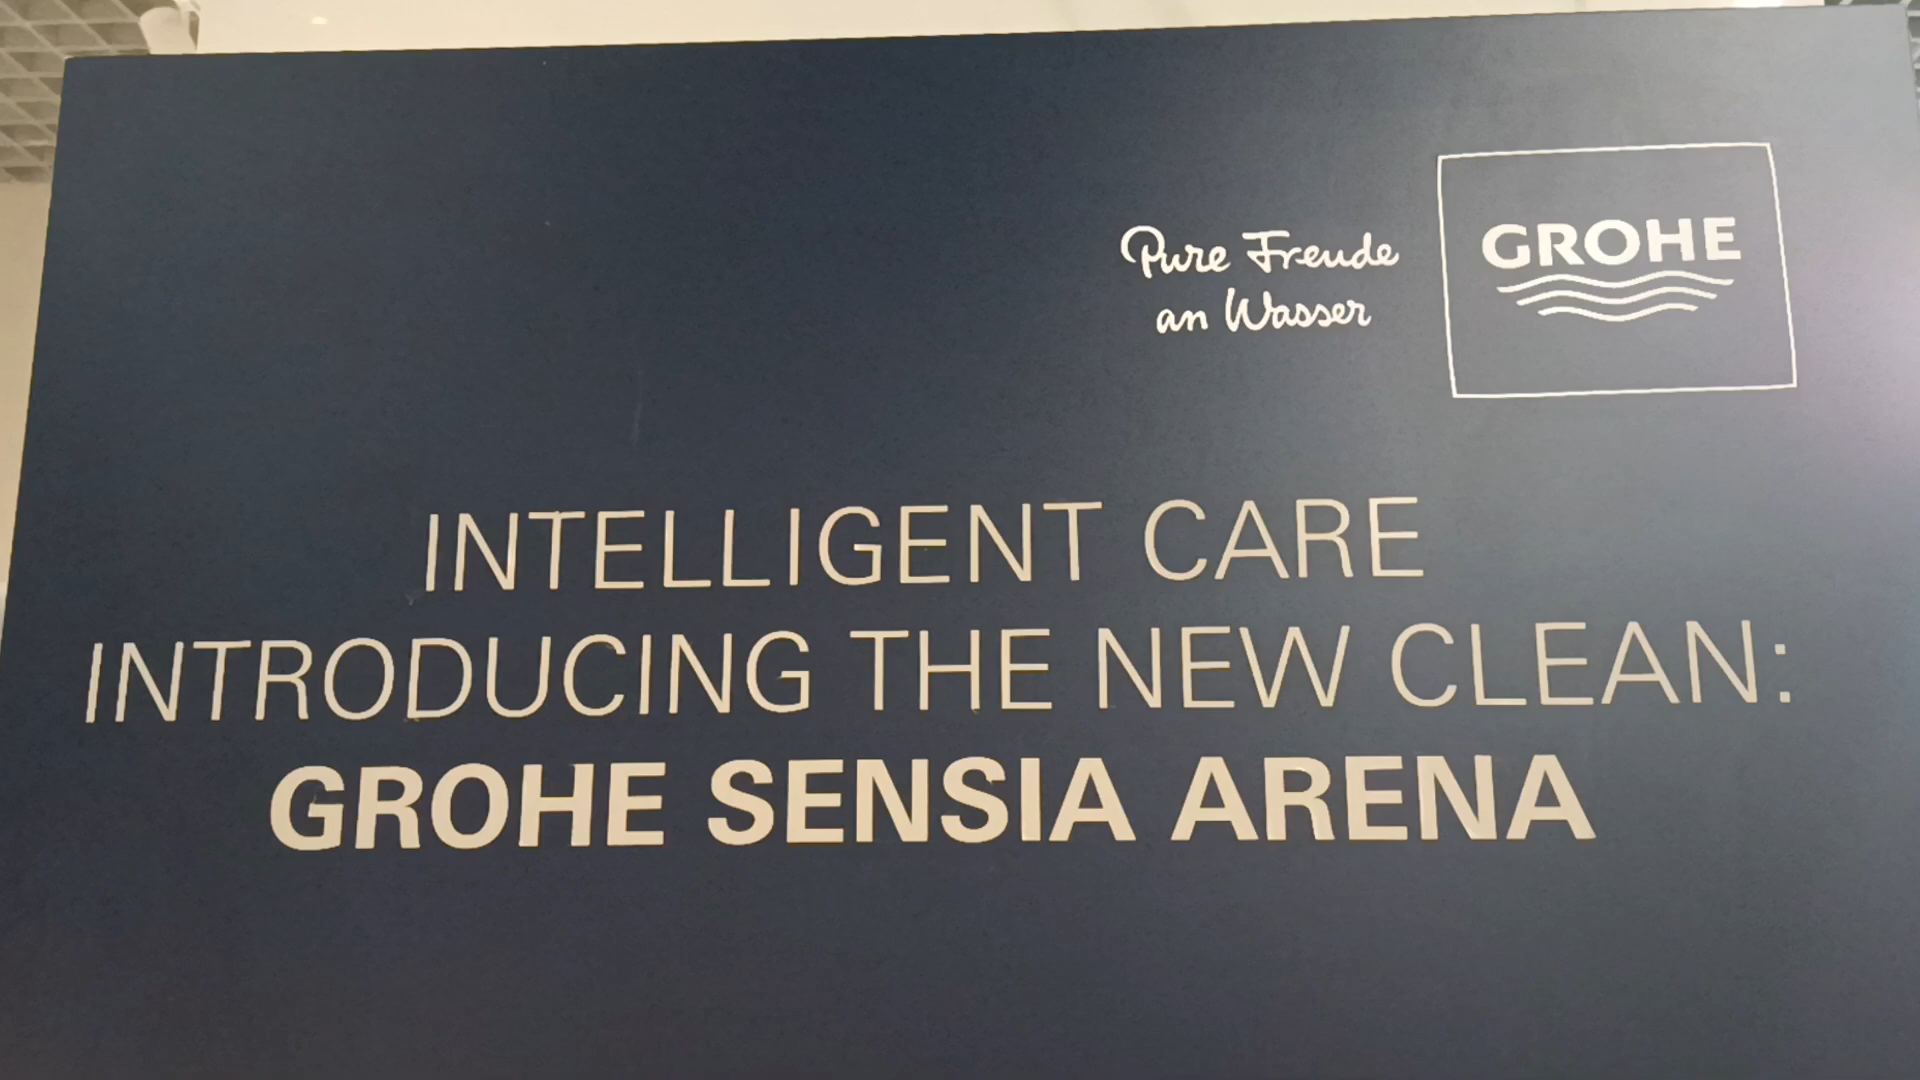 Pure Freude
an Wasser
GROHE
INTELLIGENT CARE
INTRODUCING THE NEW CLEAN:
GROHE SENSIA ARENA